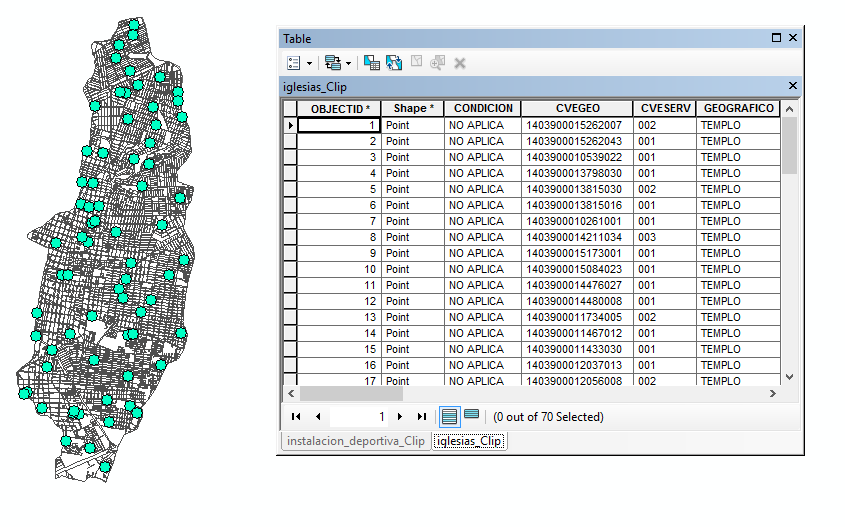 Table
iglesias_Clip
OBJECTID * Shape * CONDICION CVEGEO CVESERV GEOGRAFICO
1 Point NO APLICA 1403900015262007 002 TEMPLO
2 Point NO APLICA 1403900015262043 001 TEMPLO
3 Point NO APLICA 1403900010539022 001 TEMPLO
4 Point NO APLICA 1403900013798030 001 TEMPLO
5 Point NO APLICA 1403900013815030 002 TEMPLO
6 Point NO APLICA 1403900013815016 001 TEMPLO
7 Point NO APLICA 1403900010261001 001 TEMPLO
8 Point NO APLICA 1403900014211034 003 TEMPLO
9 Point NO APLICA 1403900015173001 001 TEMPLO
10 Point NO APLICA 1403900015084023 001 TEMPLO
11 Point NO APLICA 1403900014476027 001 TEMPLO
12 Point NO APLICA 1403900014480008 001 TEMPLO
13 Point NO APLICA 1403900011734005 002 TEMPLO
14 Point NO APLICA 1403900011467012 001 TEMPLO
15 Point NO APLICA 1403900011433030 001 TEMPLO
16 Point NO APLICA 1403900012037013 001 TEMPLO
17 Point NO APLICA 1403900012056008 002 TEMPLO
1 (0 out of 70 Selected)
instalacion_deportiva_Clip iglesias_Clip